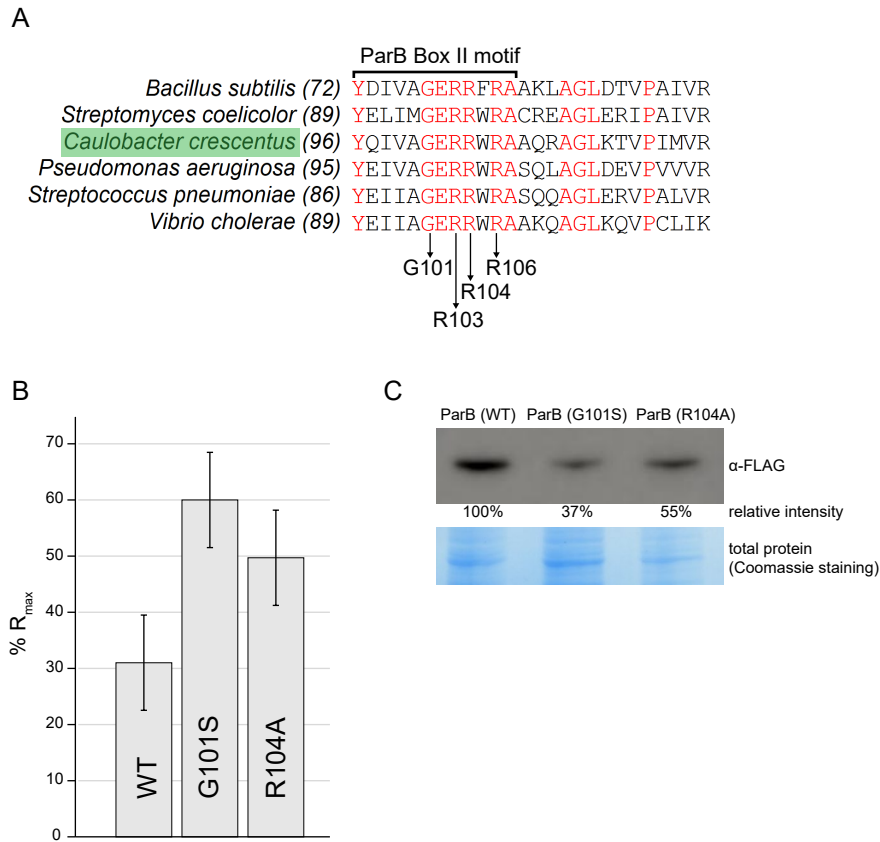 A
ParB Box II motif
Bacillus subtilis (72) YDIVAGERRFRAAKLAGLDTVPAIVR
Streptomyces coelicolor (89) YELIMGERRWRACREAGLERIPAIVR
Caulobacter crescentus (96) YQIVAGERRWRAAQRAGLKTVPIMVR
Pseudomonas aeruginosa (95) YEIVAGERRWRASQLAGLDEVPVVVR
Streptococcus pneumoniae (86) YEIIAGERRWRASQQAGLERVPALVR
Vibrio cholerae (89) YEIIAGERRWRAAKQAGLKQVPCLIK
G101
R106
R104
R103
B
% Rmax
70
60
50
40
30
20
10
0
WT
G101S
R104A
C
ParB (WT) ParB (G101S) ParB (R104A)
α-FLAG
100% 37% 55% relative intensity
total protein
(Coomassie staining)